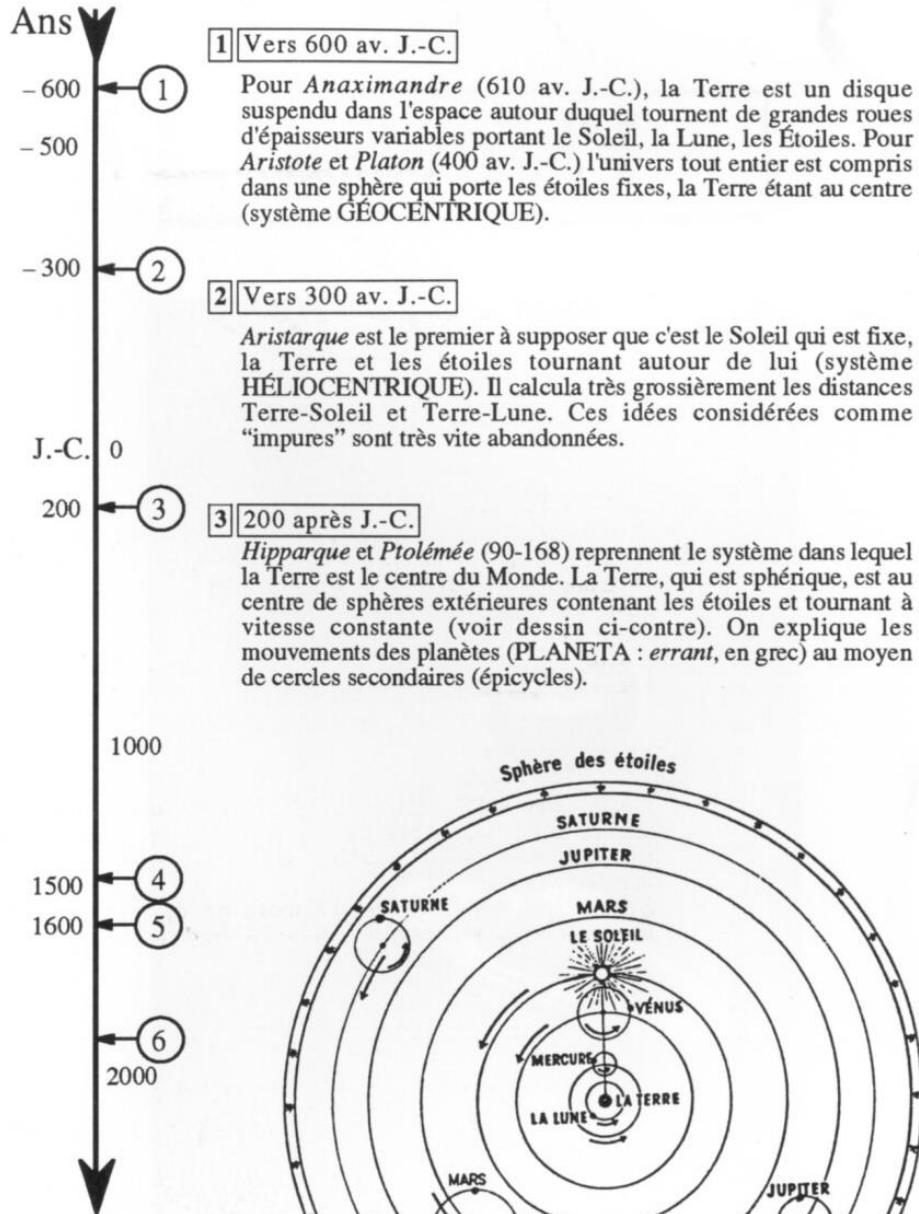 Ans
1 Vers 600 av. J.-C.
– 600
1
Pour Anaximandre (610 av. J.-C.), la Terre est un disque
suspendu dans l'espace autour duquel tournent de grandes roues
d'épaisseurs variables portant le Soleil, la Lune, les Étoiles. Pour
– 500
Aristote et Platon (400 av. J.-C.) l'univers tout entier est compris
dans une sphère qui porte les étoiles fixes, la Terre étant au centre
(système GÉOCENTRIQUE).
– 300
2
2 Vers 300 av. J.-C.
Aristarque est le premier à supposer que c'est le Soleil qui est fixe,
la Terre et les étoiles tournant autour de lui (système
HÉLIOCENTRIQUE). Il calcula très grossièrement les distances
Terre-Soleil et Terre-Lune. Ces idées considérées comme
“impures” sont très vite abandonnées.
J.-C. 0
200
3
3 200 après J.-C.
Hipparque et Ptolémée (90-168) reprennent le système dans lequel
la Terre est le centre du Monde. La Terre, qui est sphérique, est au
centre de sphères extérieures contenant les étoiles et tournant à
vitesse constante (voir dessin ci-contre). On explique les
mouvements des planètes (PLANETA : errant, en grec) au moyen
de cercles secondaires (épicycles).
1000
1500
4
1600
5
6
2000
Sphère des étoiles
SATURNE
JUPITER
SATURNE
MARS
LE SOLEIL
VÉNUS
MERCURE
LA TERRE
LA LUNE
MARS
JUPITER